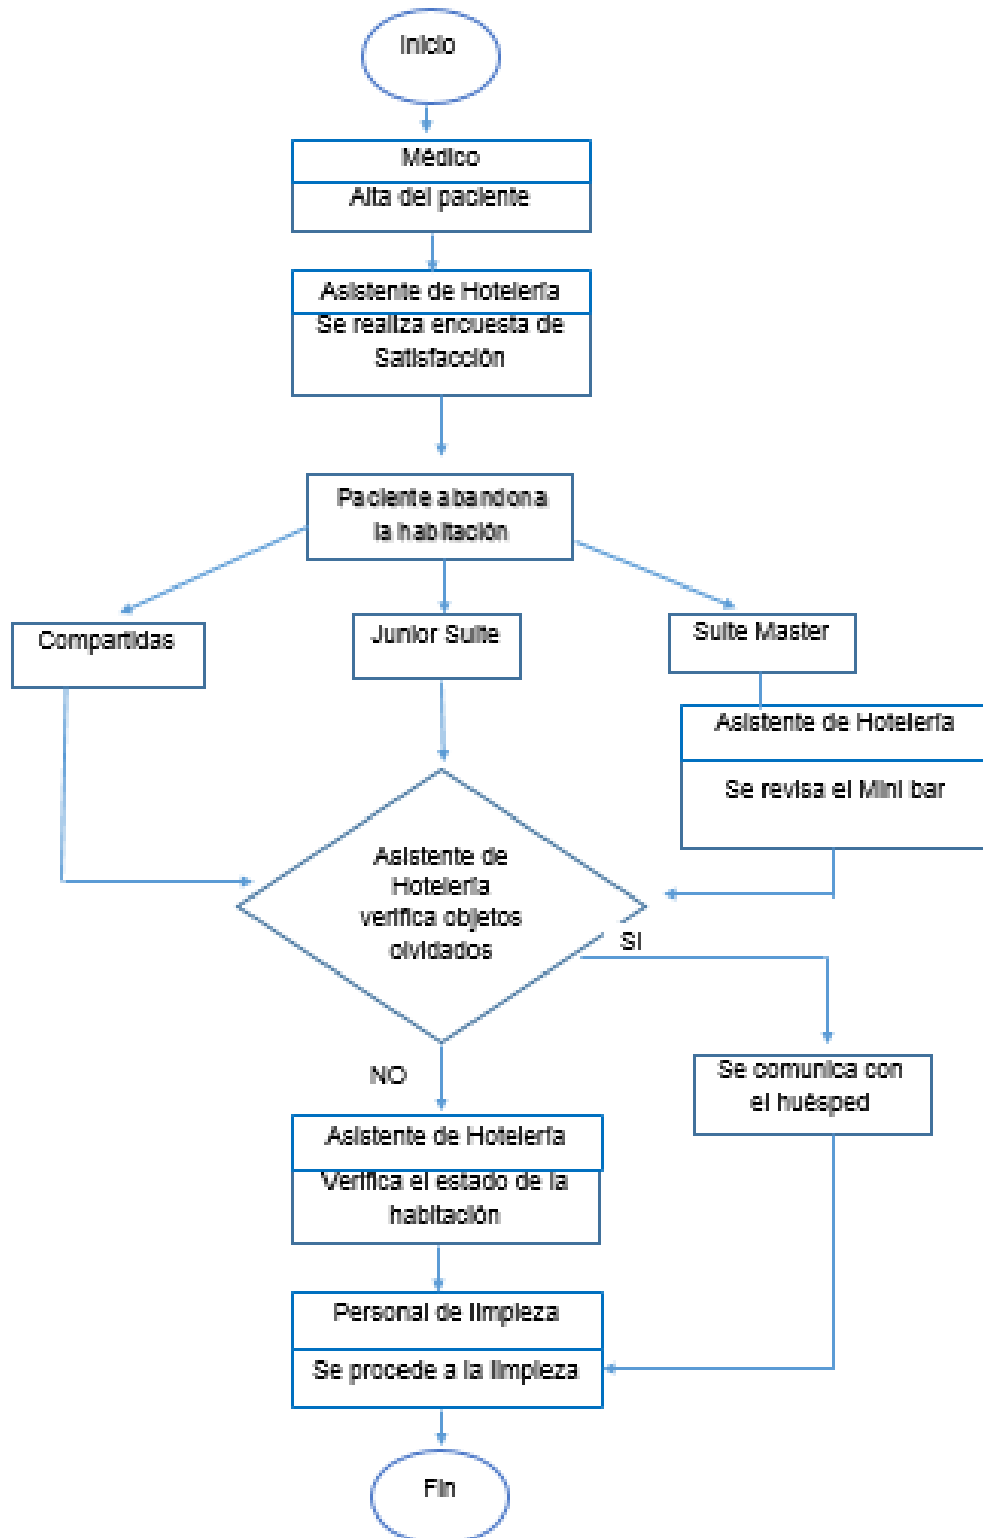 Inicio
Médico
Alta del paciente
Asistente de Hotelería
Se realiza encuesta de
Satisfacción
Paciente abandona
la habitación
Compartidas
Junior Suite
Suite Master
Asistente de Hotelería
Se revisa el Mini bar
Asistente de
Hotelería
verifica objetos
olvidados
SI
NO
Se comunica con
el huésped
Asistente de Hotelería
Verifica el estado de la
habitación
Personal de limpieza
Se procede a la limpieza
Fin